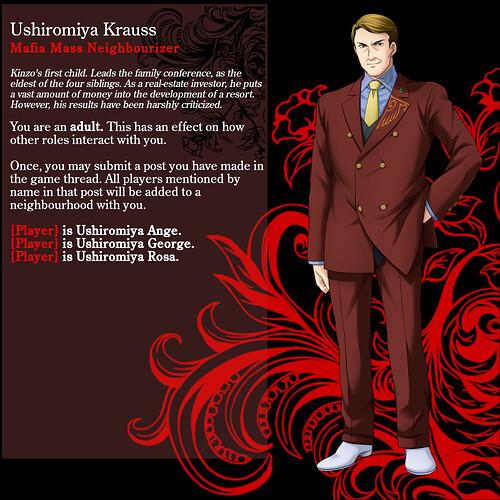 Ushiromiya Krauss
Mafia Mass Neighbourizer
Kinzo's first child. Leads the family conference, as the
eldest of the four siblings. As a real-estate investor, he puts
a vast amount of money into the development of a resort.
However, his results have been harshly criticized.
You are an adult. This has an effect on how
other roles interact with you.
Once, you may submit a post you have made in
the game thread. All players mentioned by
name in that post will be added to a
neighbourhood with you.
[Player] is Ushiromiya Ange.
[Player] is Ushiromiya George.
[Player] is Ushiromiya Rosa.